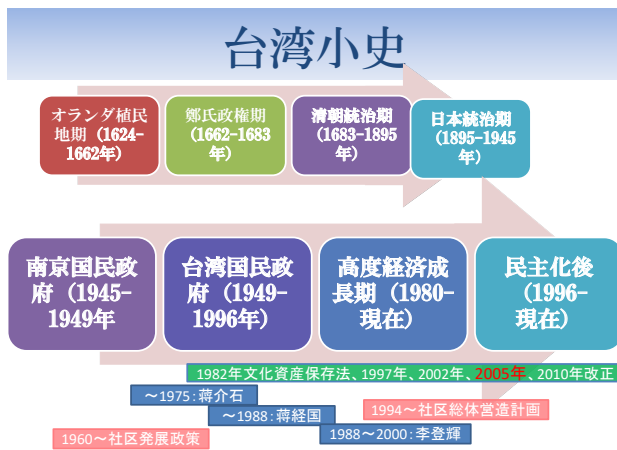 台湾小史
オランダ植民
地期（1624-
1662年）
鄭氏政権期
（1662-1683
年）
清朝統治期
（1683-1895
年）
日本統治期
（1895-1945
年）
南京国民政
府（1945-
1949年
台湾国民政
府（1949-
1996年）
高度経済成
長期（1980-
現在）
民主化後
（1996-
現在）
1982年文化資産保存法、1997年、2002年、2005年、2010年改正
～1975：蒋介石
～1988：蒋経国
1994～社区総体営造計画
1960～社区発展政策
1988～2000：李登輝